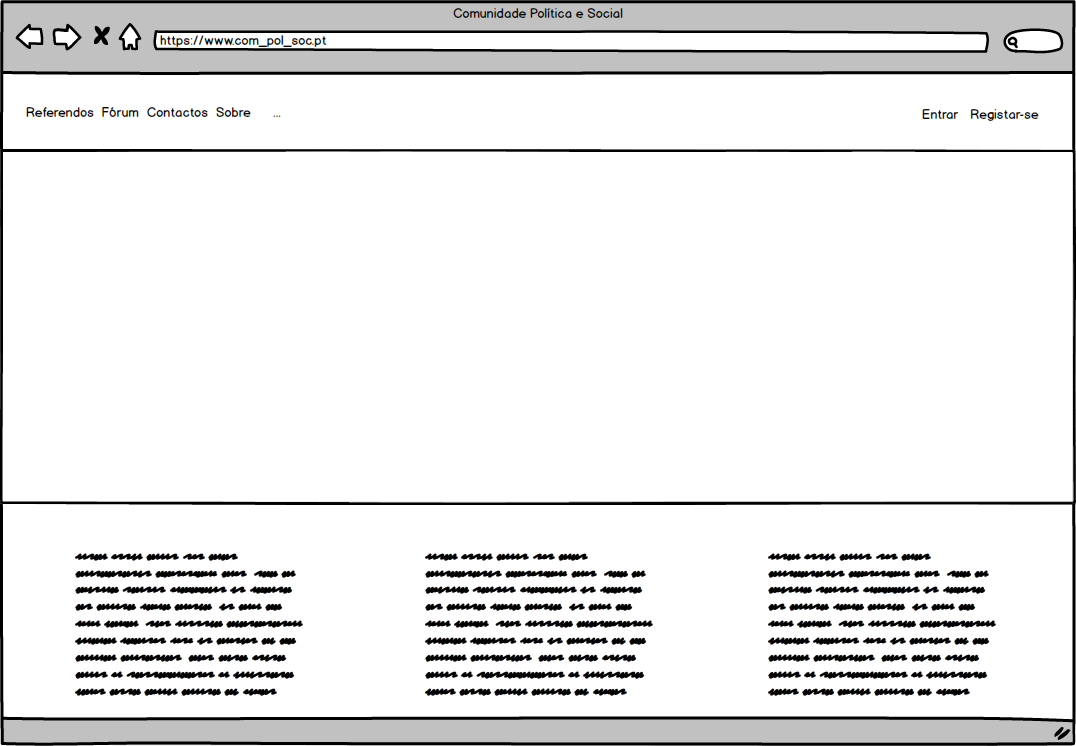 Comunidade Política e Social
https://www.com_pol_soc.pt
Referendos Fórum Contactos Sobre ...
Entrar Registar-se